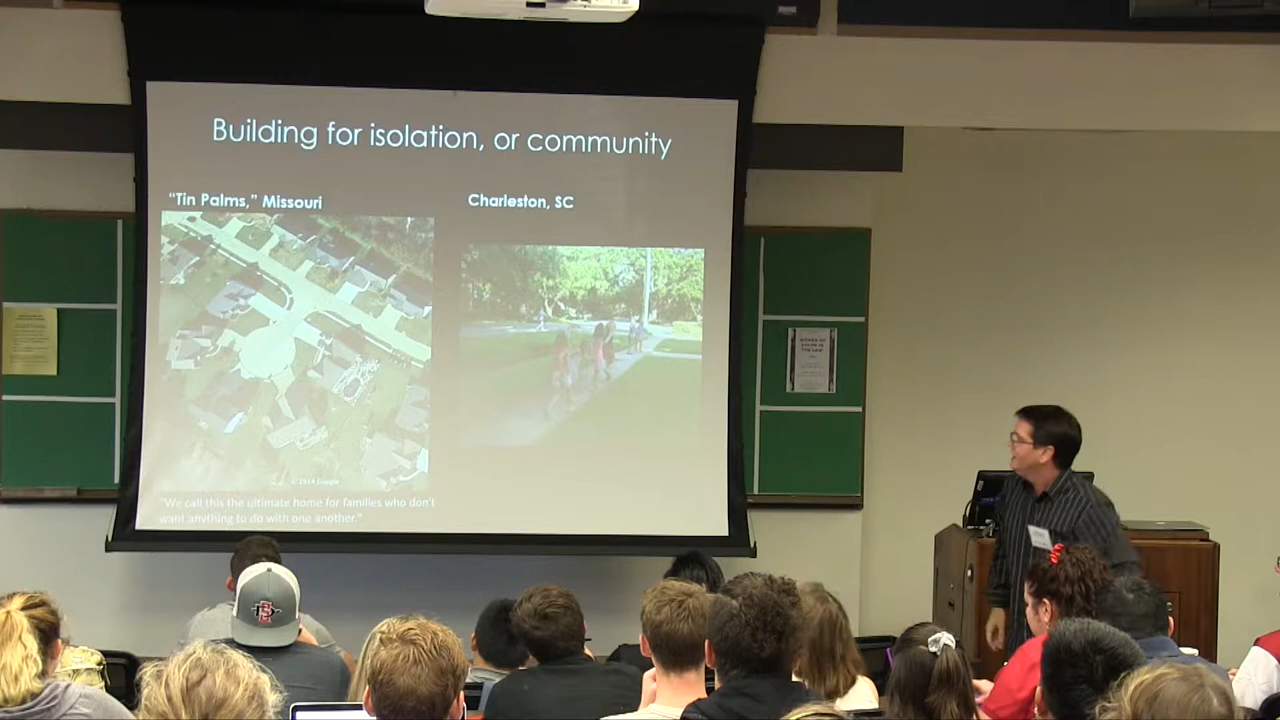 Building for isolation, or community
"Tin Palms," Missouri
Charleston, SC
© 2014 Google
"We call this the ultimate home for families who don't
want anything to do with one another."